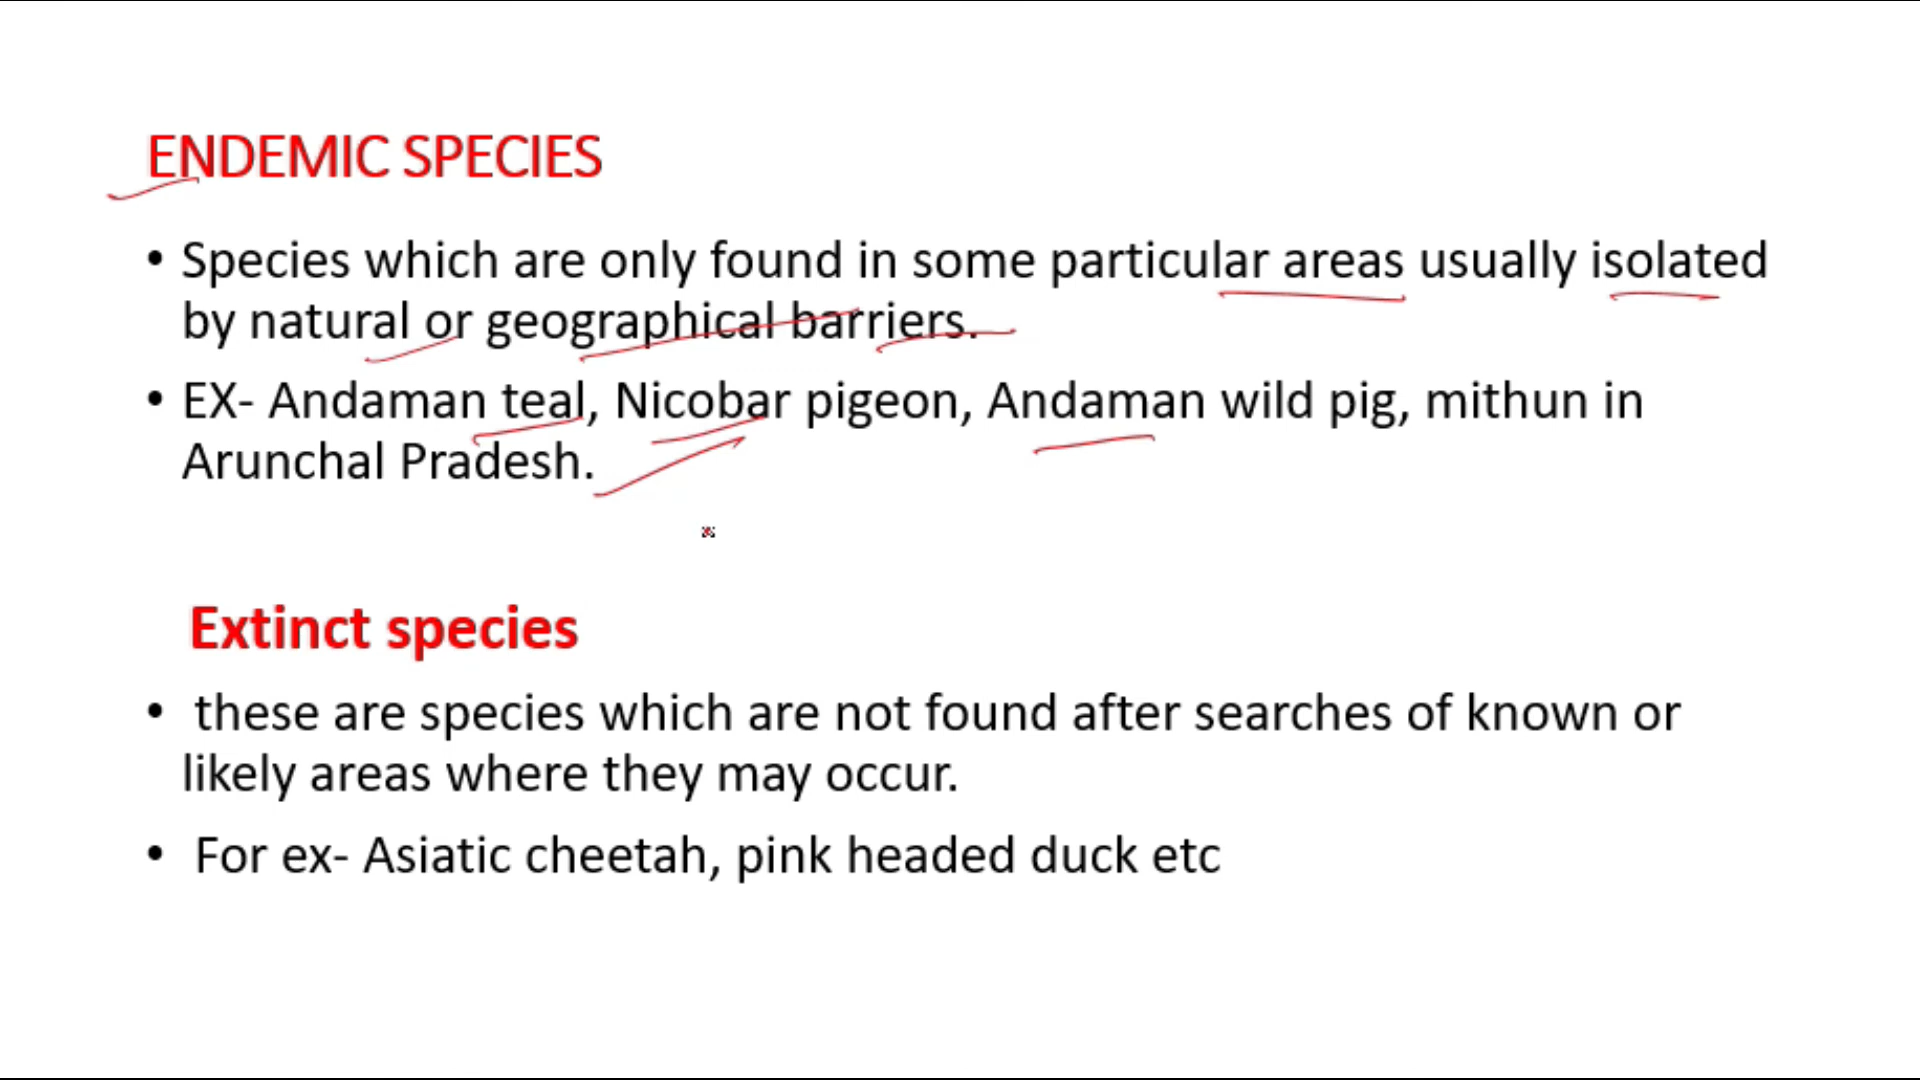 ENDEMIC SPECIES
• Species which are only found in some particular areas usually isolated
by natural or geographical barriers.
• EX- Andaman teal, Nicobar pigeon, Andaman wild pig, mithun in
Arunchal Pradesh.
Extinct species
• these are species which are not found after searches of known or
likely areas where they may occur.
• For ex- Asiatic cheetah, pink headed duck etc